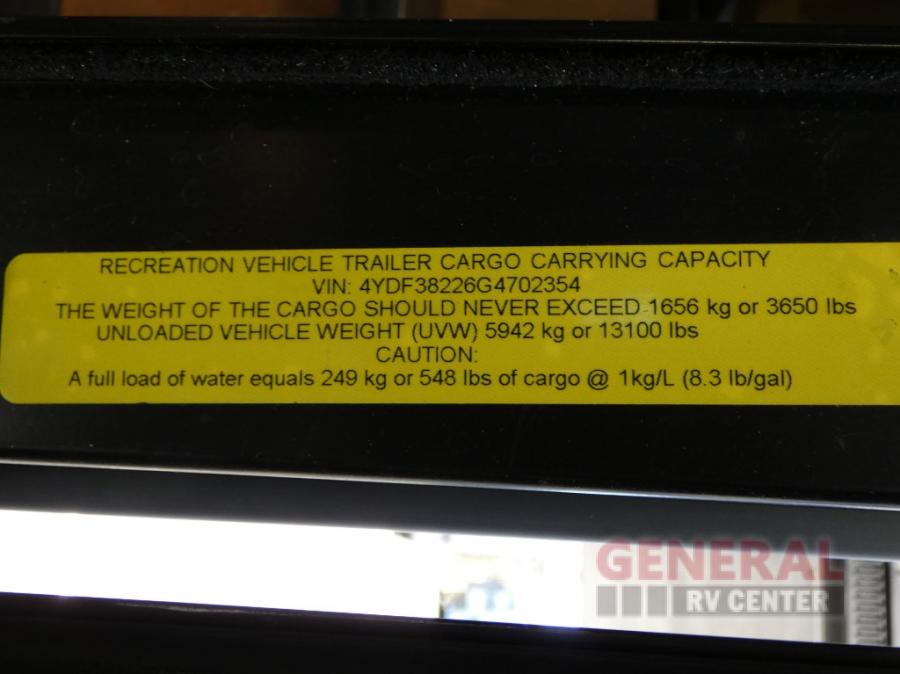 RECREATION VEHICLE TRAILER CARGO CARRYING CAPACITY
VIN: 4YDF38226G4702354
THE WEIGHT OF THE CARGO SHOULD NEVER EXCEED 1656 kg or 3650 lbs
UNLOADED VEHICLE WEIGHT (UVW) 5942 kg or 13100 lbs
CAUTION:
A full load of water equals 249 kg or 548 lbs of cargo @ 1kg/L (8.3 lb/gal)
GENERAL
RV CENTER